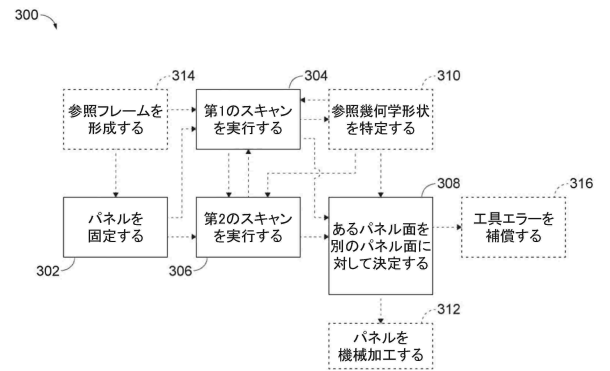 300
314
304
310
参照フレームを
形成する
第1のスキャン
を実行する
参照幾何学形状
を特定する
308
316
パネルを
固定する
第2のスキャン
を実行する
あるパネル面を
別のパネル面に
対して決定する
工具エラーを
補償する
302
306
312
パネルを
機械加工する